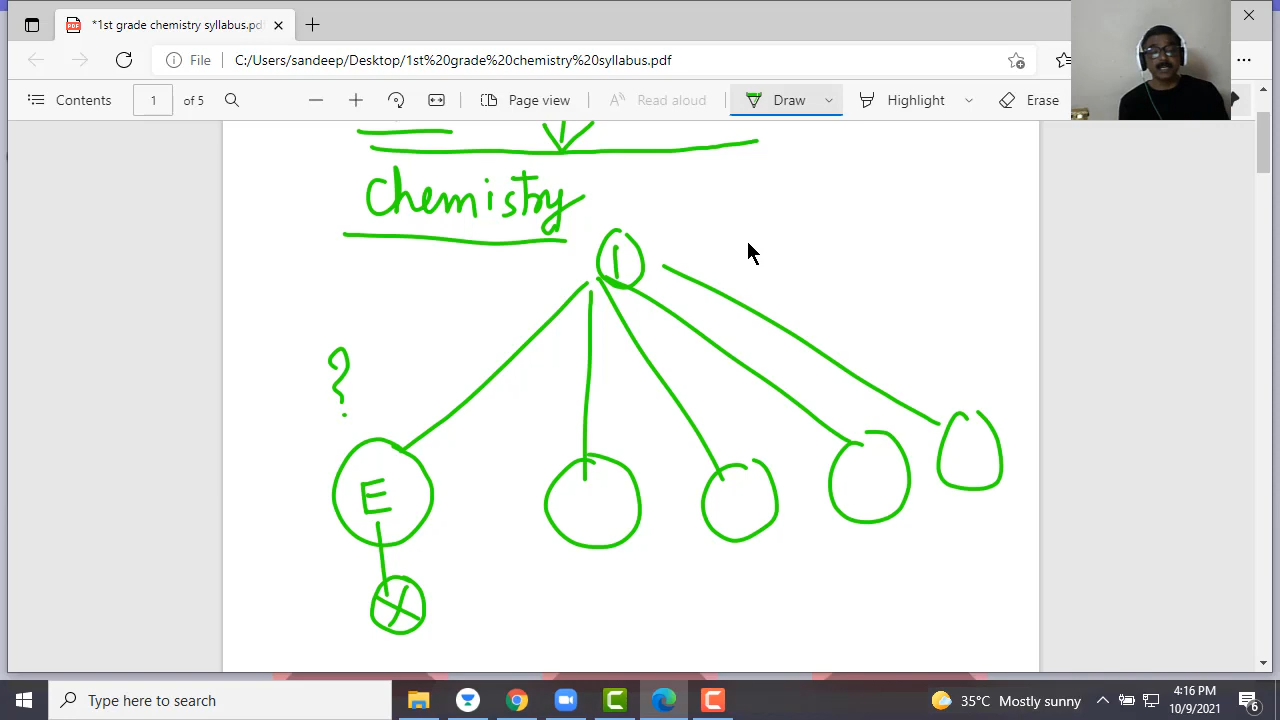 *1st grade chemistry syllabus.pd
File
C:/Users/sandeep/Desktop/1st%20grade%20chemistry%20syllabus.pdf
Contents
1
of 5
Page view
Read aloud
Draw
Highlight
Erase
Chemistry
1
?
E
X
Type here to search
35°C Mostly sunny
4:16 PM
10/9/2021
6